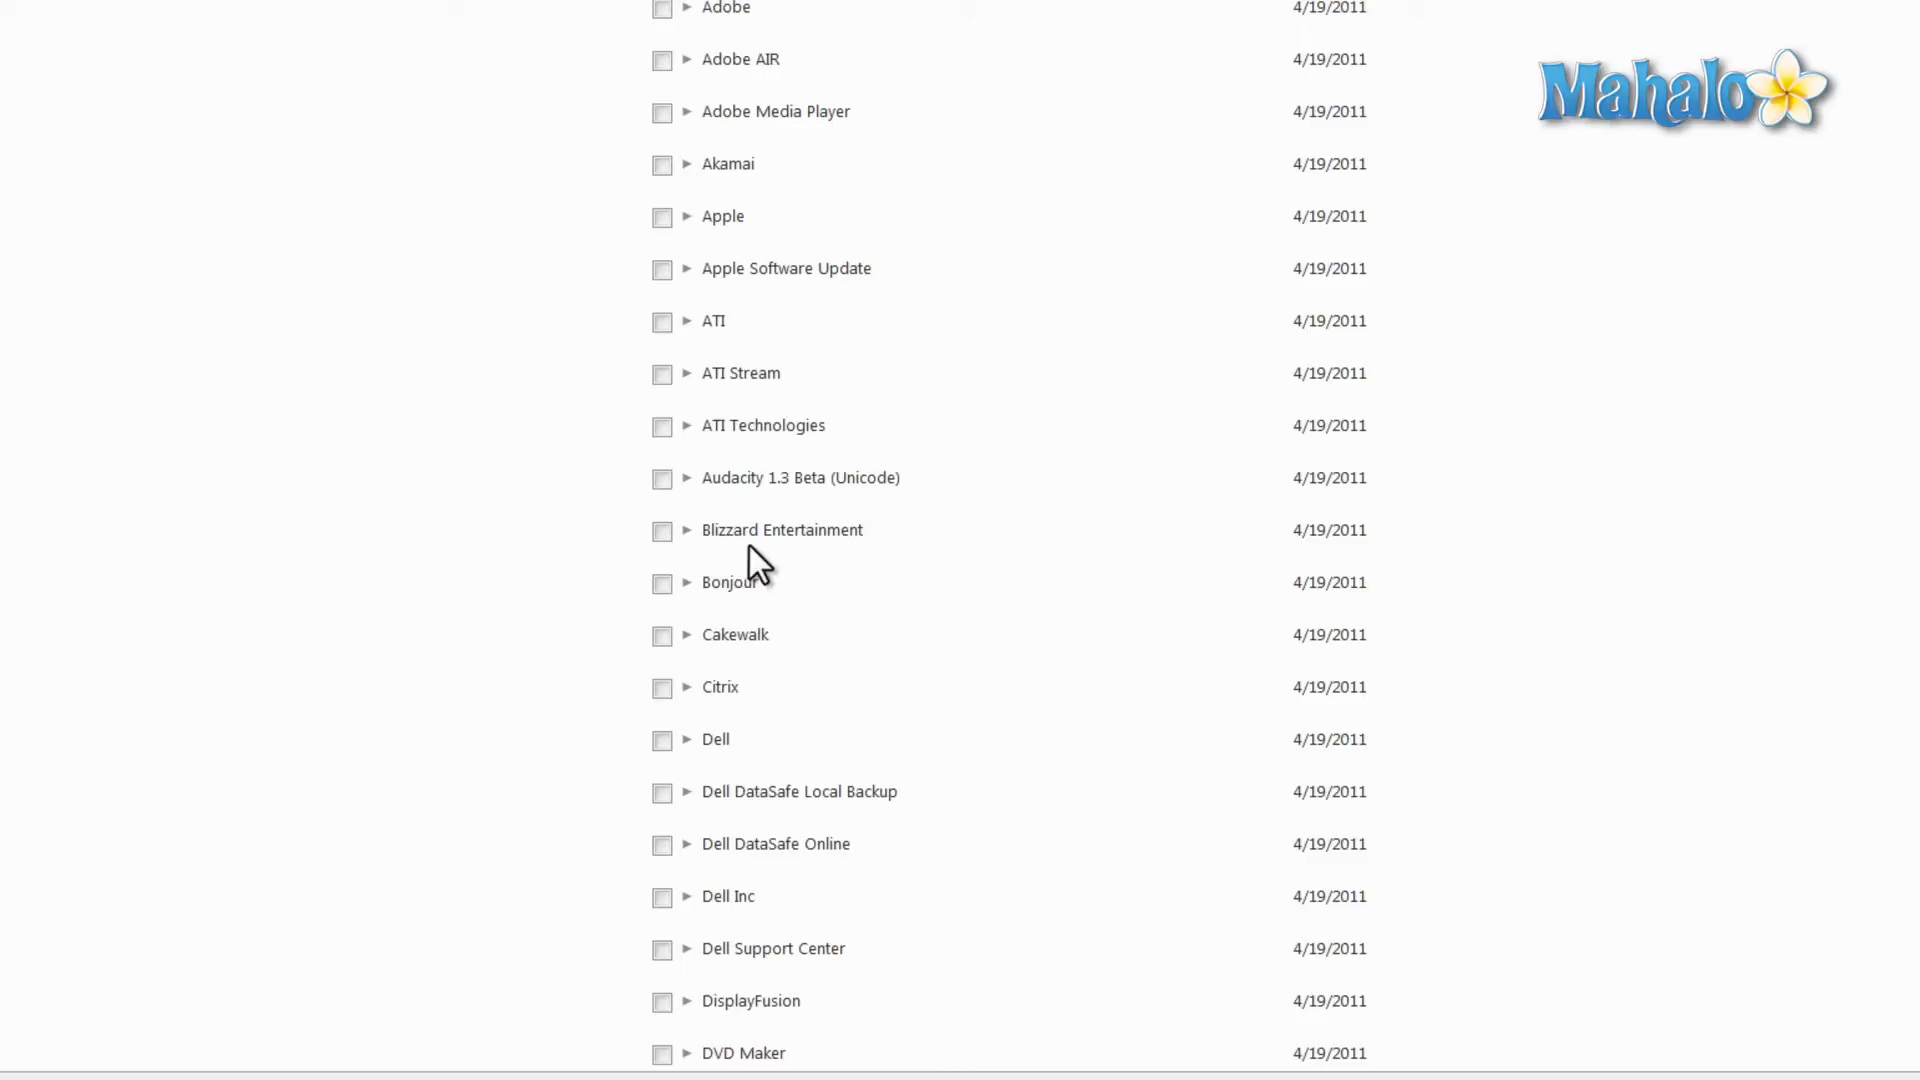 Adobe 4/19/2011
Mahalo
Adobe AIR 4/19/2011
Adobe Media Player 4/19/2011
Akamai 4/19/2011
Apple 4/19/2011
Apple Software Update 4/19/2011
ATI 4/19/2011
ATI Stream 4/19/2011
ATI Technologies 4/19/2011
Audacity 1.3 Beta (Unicode) 4/19/2011
Blizzard Entertainment 4/19/2011
Bonjour 4/19/2011
Cakewalk 4/19/2011
Citrix 4/19/2011
Dell 4/19/2011
Dell DataSafe Local Backup 4/19/2011
Dell DataSafe Online 4/19/2011
Dell Inc 4/19/2011
Dell Support Center 4/19/2011
DisplayFusion 4/19/2011
DVD Maker 4/19/2011